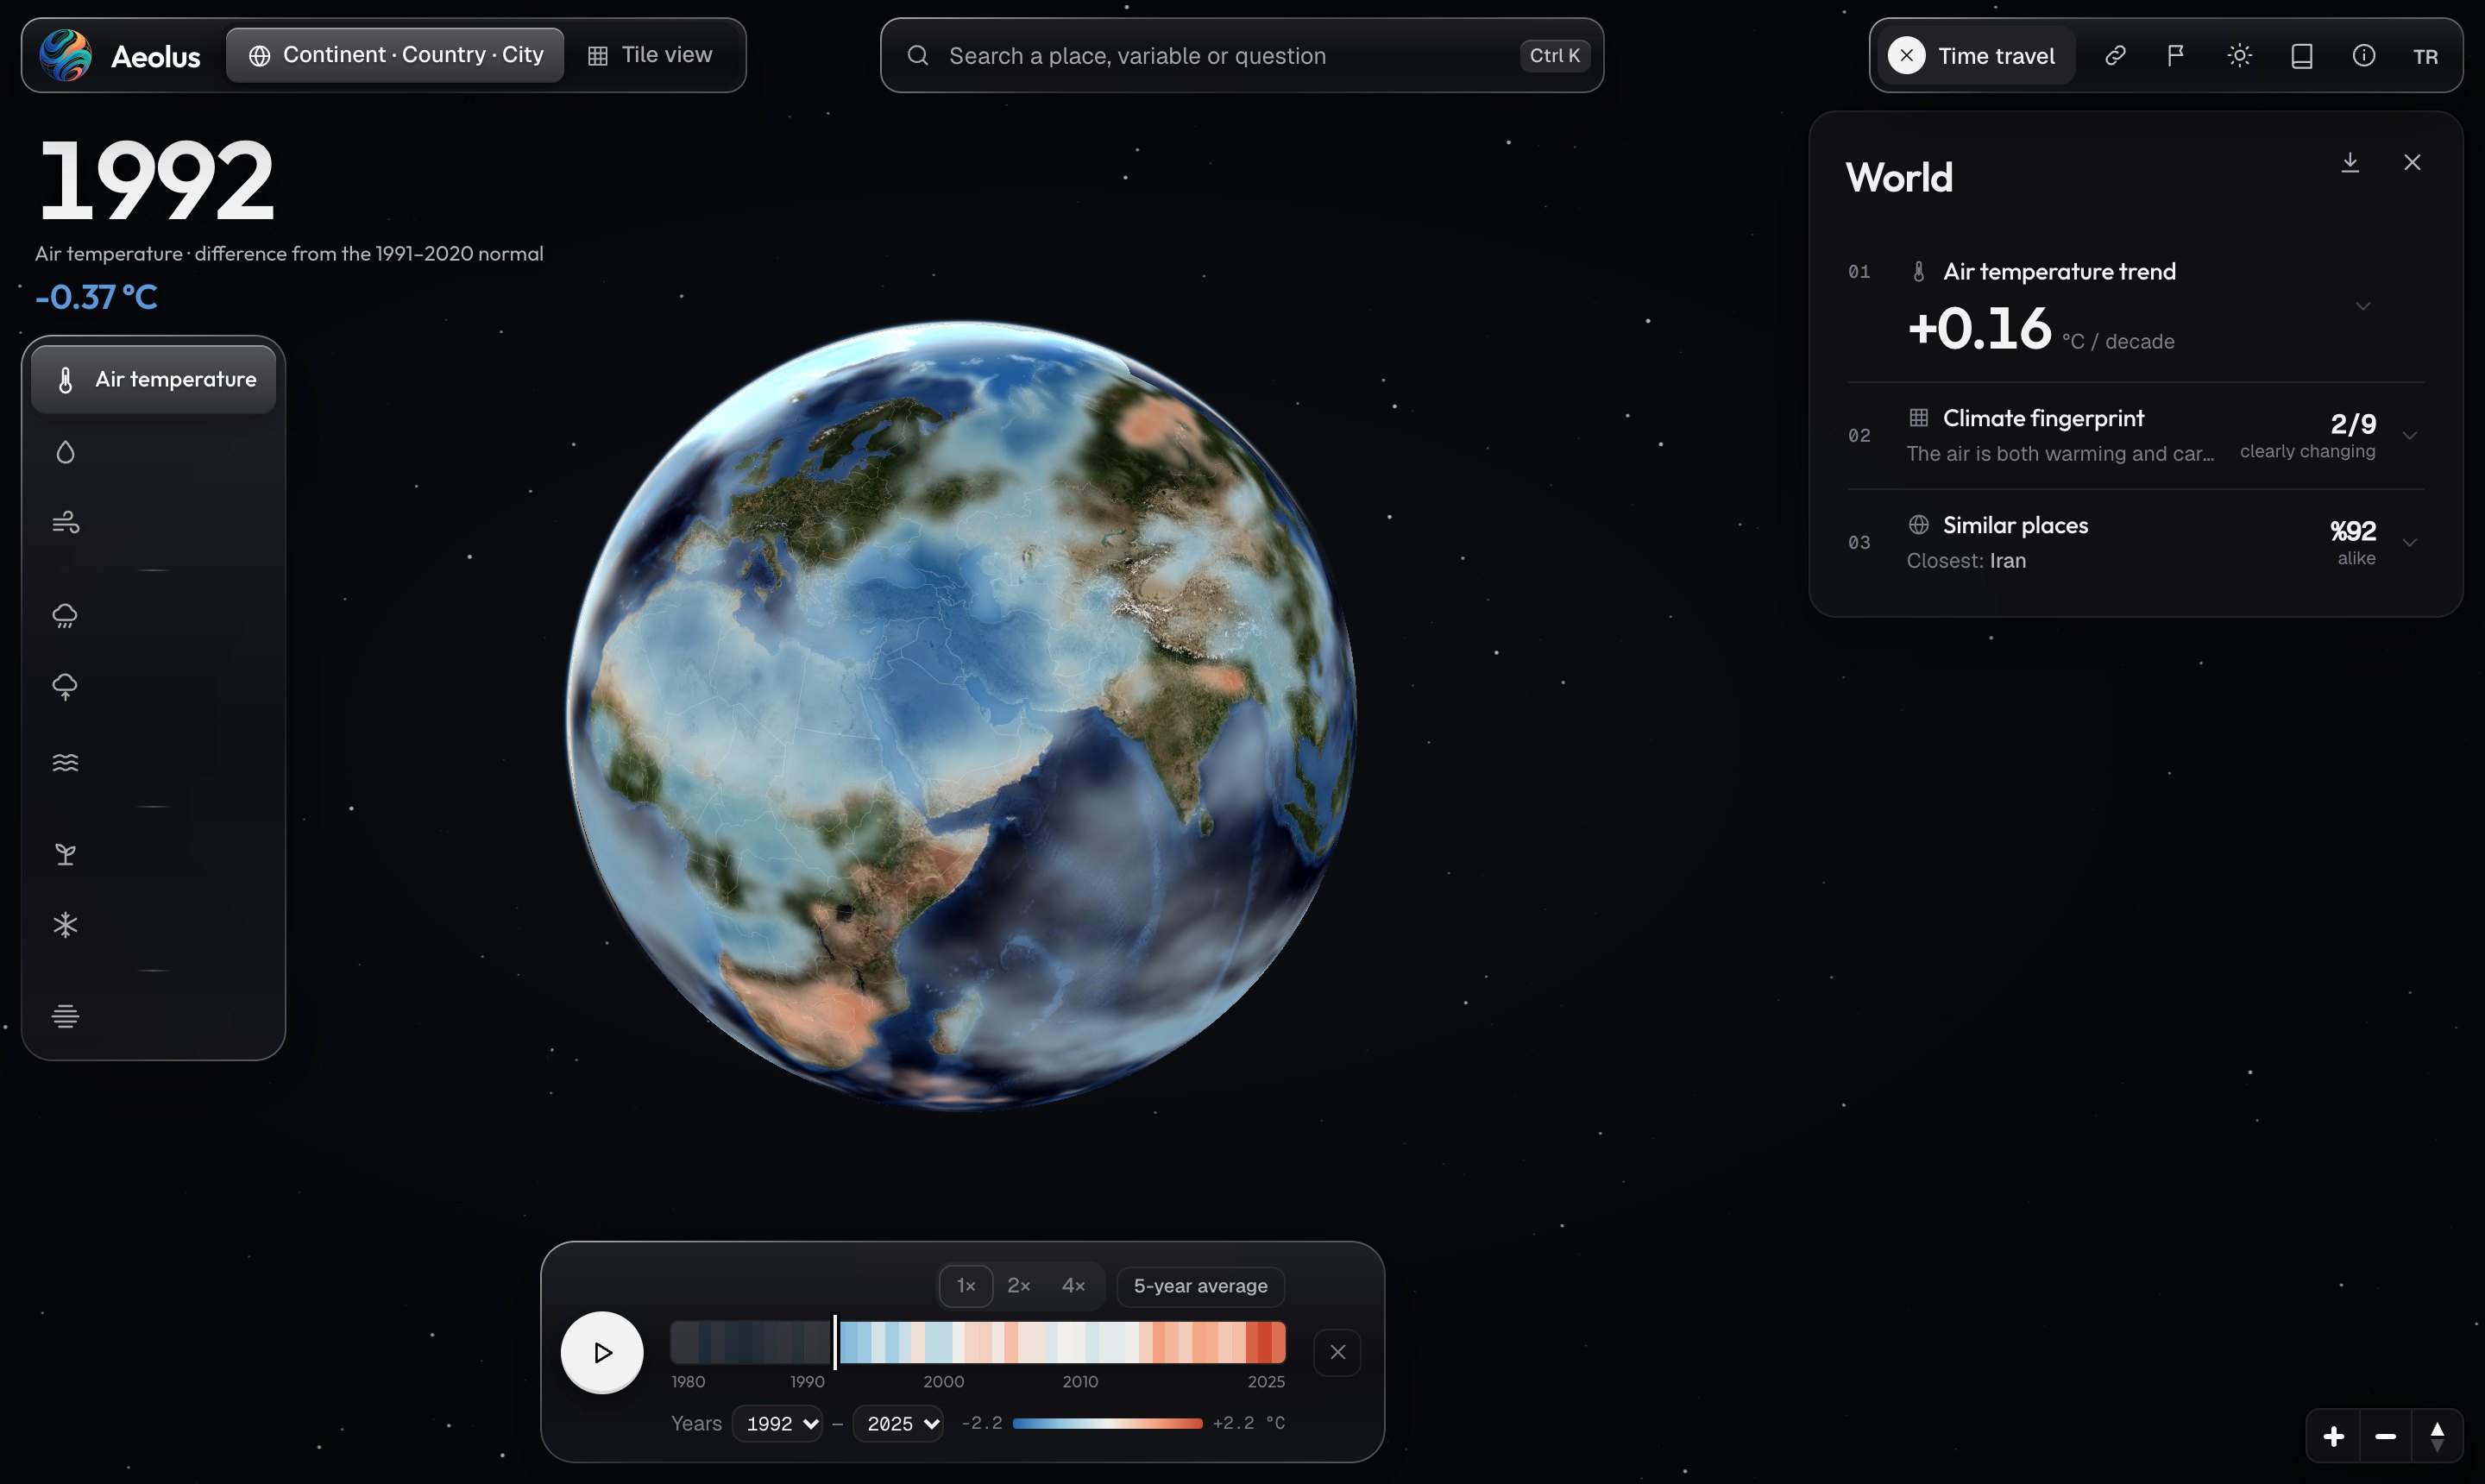 Aeolus
Continent · Country · City
Tile view
Search a place, variable or question
Ctrl K
Time travel
TR
1992
Air temperature · difference from the 1991–2020 normal
-0.37 °C
Air temperature
World
01
Air temperature trend
+0.16 °C / decade
02
Climate fingerprint
The air is both warming and car…
2/9
clearly changing
03
Similar places
Closest: Iran
%92
alike
1× 2× 4×
5-year average
1980 1990 2000 2010 2025
Years 1992 – 2025 -2.2 +2.2 °C